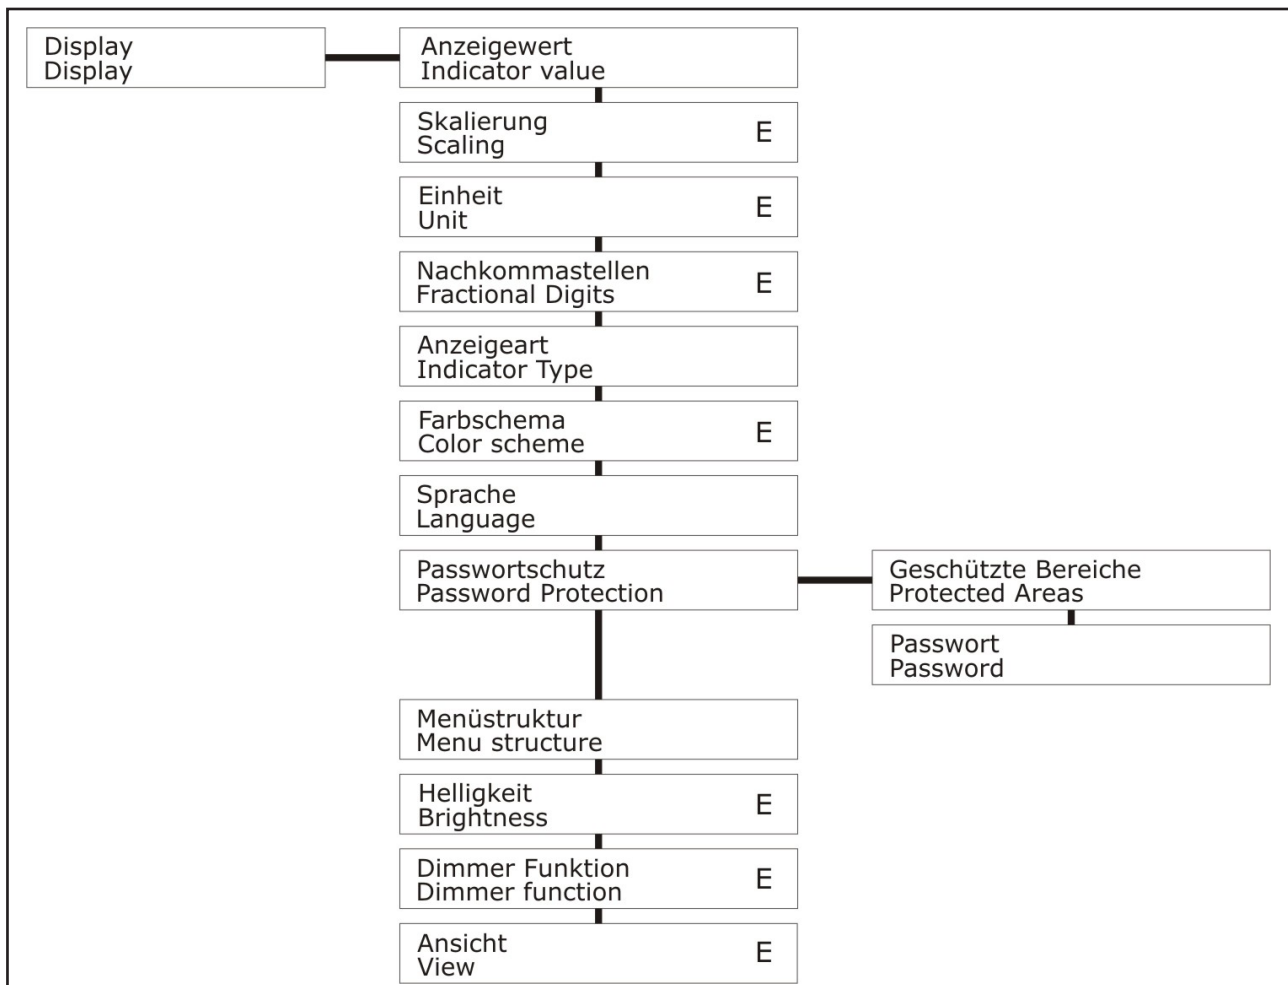 Display
Display
Anzeigewert
Indicator value
Skalierung
Scaling
E
Einheit
Unit
E
Nachkommastellen
Fractional Digits
E
Anzeigeart
Indicator Type
Farbschema
Color scheme
E
Sprache
Language
Passwortschutz
Password Protection
Geschützte Bereiche
Protected Areas
Passwort
Password
Menüstruktur
Menu structure
Helligkeit
Brightness
E
Dimmer Funktion
Dimmer function
E
Ansicht
View
E